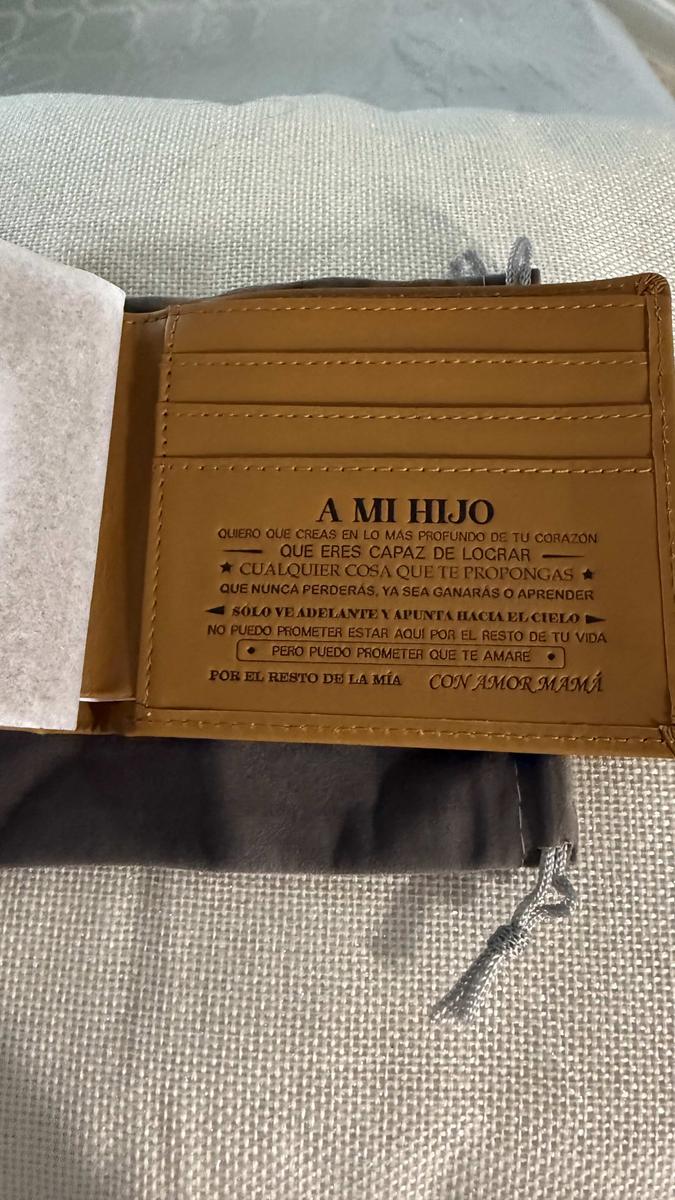 A MI HIJO
QUIERO QUE CREAS EN LO MÁS PROFUNDO DE TU CORAZÓN
QUE ERES CAPAZ DE LOGRAR
CUALQUIER COSA QUE TE PROPONGAS
QUE NUNCA PERDERÁS, YA SEA GANARÁS O APRENDER
SÓLO VE ADELANTE Y APUNTA HACIA EL CIELO
NO PUEDO PROMETER ESTAR AQUÍ POR EL RESTO DE TU VIDA
PERO PUEDO PROMETER QUE TE AMARÉ
POR EL RESTO DE LA MÍA CON AMOR MAMÁ